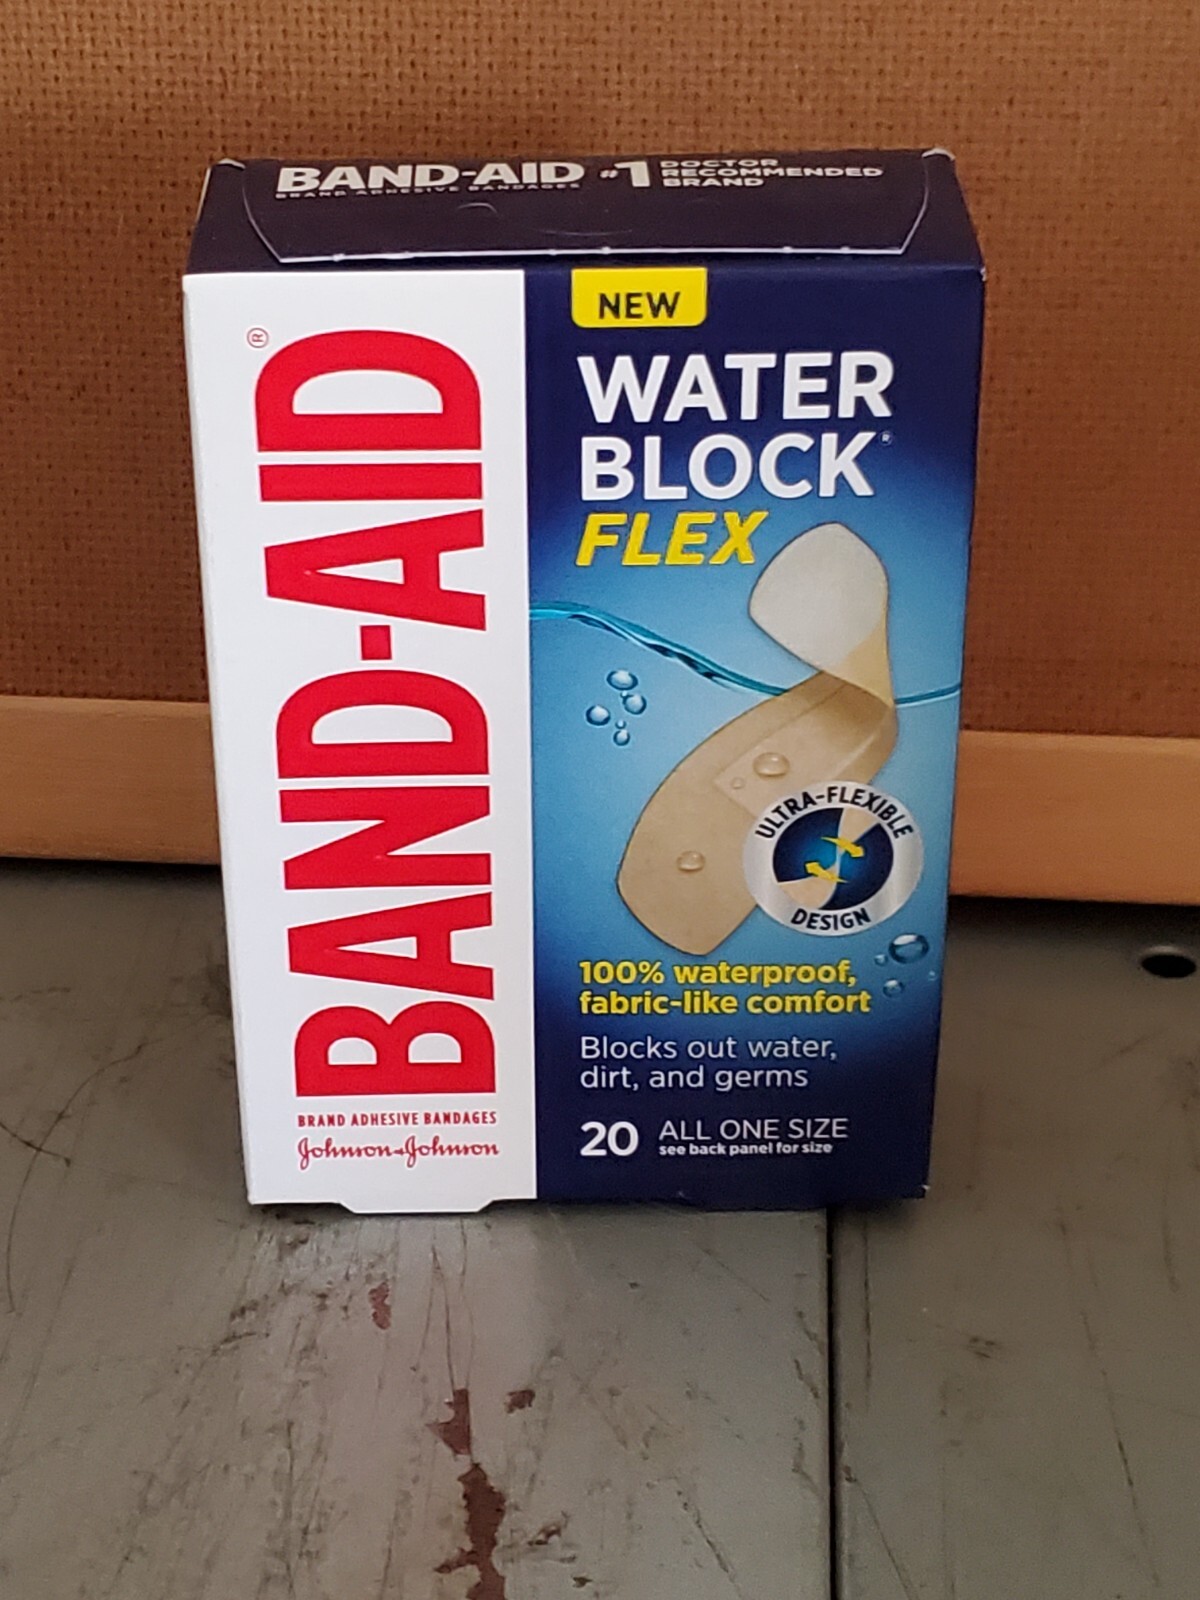 BAND-AID #1 DOCTOR
RECOMMENDED
BRAND
BRAND ADHESIVE BANDAGES
BAND-AID®
BRAND ADHESIVE BANDAGES
Johnson & Johnson
NEW
WATER
BLOCK®
FLEX
ULTRA-FLEXIBLE
DESIGN
100% waterproof,
fabric-like comfort
Blocks out water,
dirt, and germs
20 ALL ONE SIZE
see back panel for size